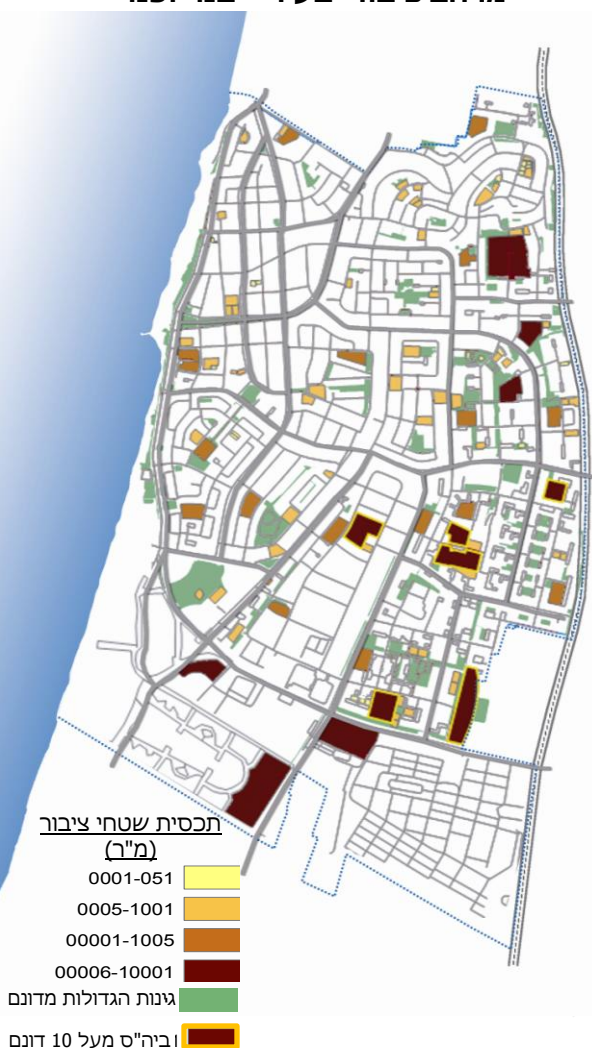 תכסית שטחי ציבור
(מ"ר)
0001-051
0005-1001
00001-1005
00006-10001
גינות הגדולות מדונם
וביה"ס מעל 10 דונם